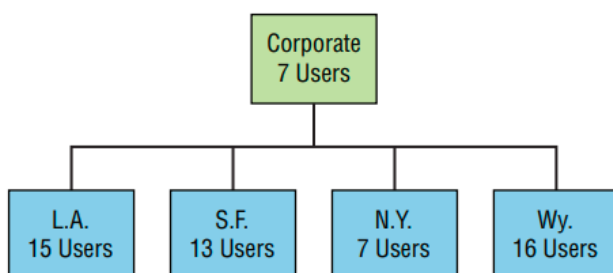 Corporate
7 Users
L.A.
15 Users
S.F.
13 Users
N.Y.
7 Users
Wy.
16 Users